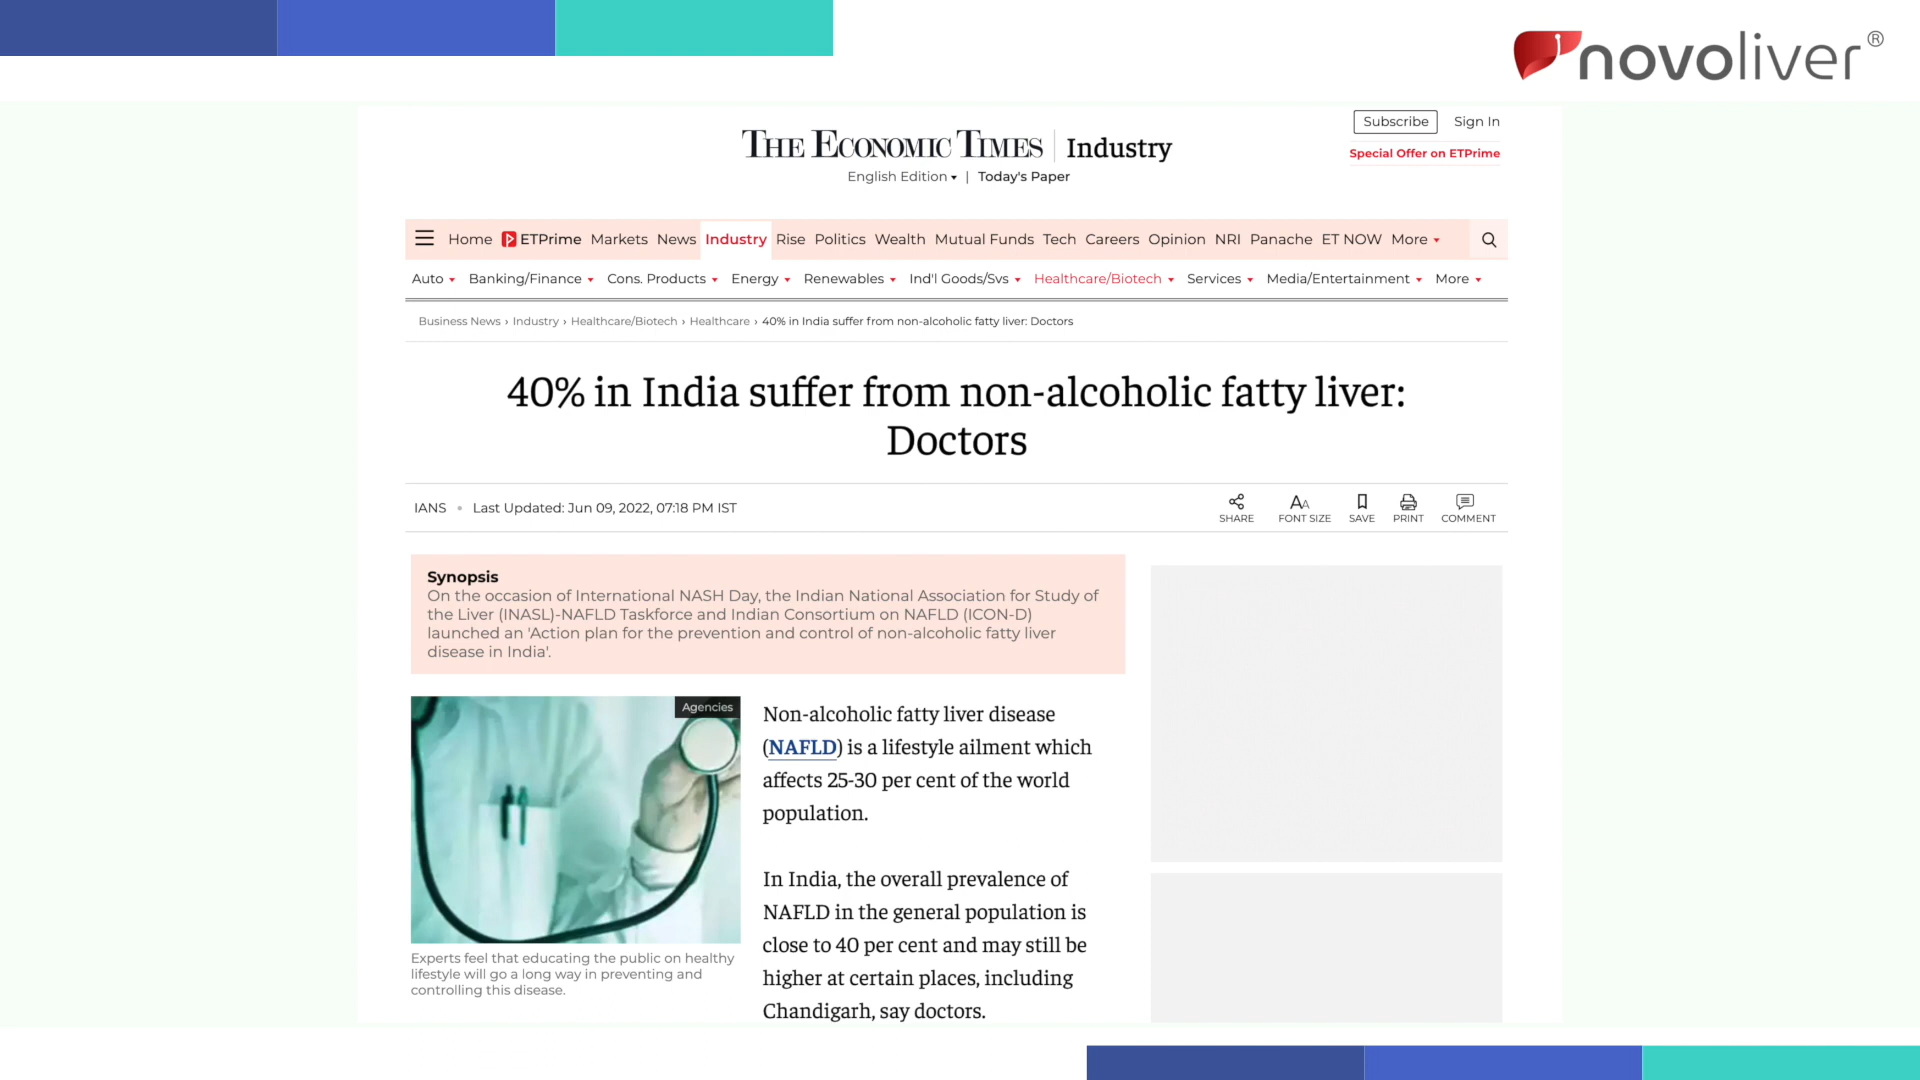 novoliver®
Subscribe Sign In
THE ECONOMIC TIMES | Industry
Special Offer on ETPrime
English Edition ▾ | Today's Paper
Home ETPrime Markets News Industry Rise Politics Wealth Mutual Funds Tech Careers Opinion NRI Panache ET NOW More ▾
Auto ▾ Banking/Finance ▾ Cons. Products ▾ Energy ▾ Renewables ▾ Ind'l Goods/Svs ▾ Healthcare/Biotech ▾ Services ▾ Media/Entertainment ▾ More ▾
Business News › Industry › Healthcare/Biotech › Healthcare › 40% in India suffer from non-alcoholic fatty liver: Doctors
40% in India suffer from non-alcoholic fatty liver:
Doctors
IANS • Last Updated: Jun 09, 2022, 07:18 PM IST
SHARE AA FONT SIZE SAVE PRINT COMMENT
Synopsis
On the occasion of International NASH Day, the Indian National Association for Study of
the Liver (INASL)-NAFLD Taskforce and Indian Consortium on NAFLD (ICON-D)
launched an 'Action plan for the prevention and control of non-alcoholic fatty liver
disease in India'.
Agencies
Experts feel that educating the public on healthy
lifestyle will go a long way in preventing and
controlling this disease.
Non-alcoholic fatty liver disease
(NAFLD) is a lifestyle ailment which
affects 25-30 per cent of the world
population.
In India, the overall prevalence of
NAFLD in the general population is
close to 40 per cent and may still be
higher at certain places, including
Chandigarh, say doctors.